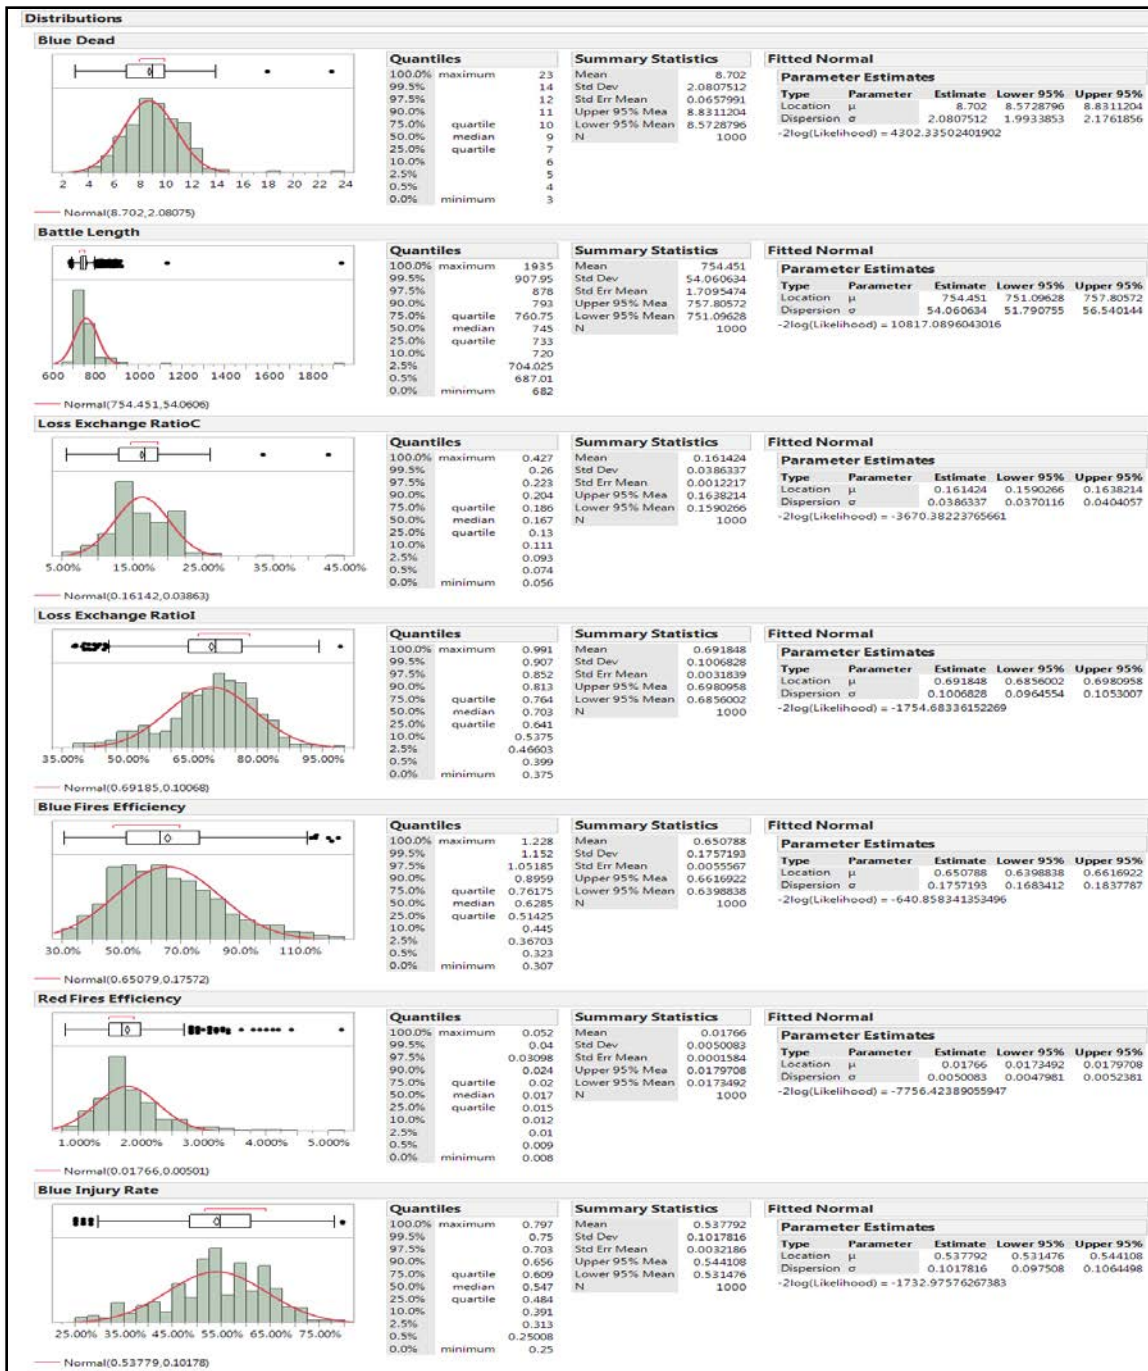 Distributions
Blue Dead
2 4 6 8 10 12 14 16 18 20 22 24
Normal(8.702,2.08075)
Quantiles
100.0% maximum 23
99.5% 14
97.5% 12
90.0% 11
75.0% quartile 10
50.0% median 9
25.0% quartile 7
10.0% 6
2.5% 5
0.5% 4
0.0% minimum 3
Summary Statistics
Mean 8.702
Std Dev 2.0807512
Std Err Mean 0.0657991
Upper 95% Mean 8.8311204
Lower 95% Mean 8.5728796
N 1000
Fitted Normal
Parameter Estimates
Type Parameter Estimate Lower 95% Upper 95%
Location μ 8.702 8.5728796 8.8311204
Dispersion σ 2.0807512 1.9933853 2.1761856
-2log(Likelihood) = 4302.33502401902
Battle Length
600 800 1000 1200 1400 1600 1800
Normal(754.451,54.0606)
Quantiles
100.0% maximum 1935
99.5% 907.95
97.5% 878
90.0% 793
75.0% quartile 760.75
50.0% median 745
25.0% quartile 733
10.0% 720
2.5% 704.025
0.5% 687.01
0.0% minimum 682
Summary Statistics
Mean 754.451
Std Dev 54.060634
Std Err Mean 1.7095474
Upper 95% Mea 757.80572
Lower 95% Mean 751.09628
N 1000
Fitted Normal
Parameter Estimates
Type Parameter Estimate Lower 95% Upper 95%
Location μ 754.451 751.09628 757.80572
Dispersion σ 54.060634 51.790755 56.540144
-2log(Likelihood) = 10817.0896043016
Loss Exchange RatioC
5.00% 15.00% 25.00% 35.00% 45.00%
Normal(0.16142,0.03863)
Quantiles
100.0% maximum 0.427
99.5% 0.26
97.5% 0.223
90.0% 0.204
75.0% quartile 0.186
50.0% median 0.167
25.0% quartile 0.13
10.0% 0.111
2.5% 0.093
0.5% 0.074
0.0% minimum 0.056
Summary Statistics
Mean 0.161424
Std Dev 0.0386337
Std Err Mean 0.0012217
Upper 95% Mea 0.1638214
Lower 95% Mean 0.1590266
N 1000
Fitted Normal
Parameter Estimates
Type Parameter Estimate Lower 95% Upper 95%
Location μ 0.161424 0.1590266 0.1638214
Dispersion σ 0.0386337 0.0370116 0.0404057
-2log(Likelihood) = -3670.38223765661
Loss Exchange RatioI
35.00% 50.00% 65.00% 80.00% 95.00%
Normal(0.69185,0.10068)
Quantiles
100.0% maximum 0.991
99.5% 0.907
97.5% 0.852
90.0% 0.813
75.0% quartile 0.764
50.0% median 0.703
25.0% quartile 0.641
10.0% 0.5375
2.5% 0.46603
0.5% 0.399
0.0% minimum 0.375
Summary Statistics
Mean 0.691848
Std Dev 0.1006828
Std Err Mean 0.0031839
Upper 95% Mea 0.6980958
Lower 95% Mean 0.6856002
N 1000
Fitted Normal
Parameter Estimates
Type Parameter Estimate Lower 95% Upper 95%
Location μ 0.691848 0.6856002 0.6980958
Dispersion σ 0.1006828 0.0964554 0.1053007
-2log(Likelihood) = -1754.68336152269
Blue Fires Efficiency
30.0% 50.0% 70.0% 90.0% 110.0%
Normal(0.65079,0.17572)
Quantiles
100.0% maximum 1.228
99.5% 1.152
97.5% 1.05185
90.0% 0.8959
75.0% quartile 0.76175
50.0% median 0.6285
25.0% quartile 0.51425
10.0% 0.445
2.5% 0.36703
0.5% 0.323
0.0% minimum 0.307
Summary Statistics
Mean 0.650788
Std Dev 0.1757193
Std Err Mean 0.0055567
Upper 95% Mea 0.6616922
Lower 95% Mean 0.6398838
N 1000
Fitted Normal
Parameter Estimates
Type Parameter Estimate Lower 95% Upper 95%
Location μ 0.650788 0.6398838 0.6616922
Dispersion σ 0.1757193 0.1683412 0.1837787
-2log(Likelihood) = -640.858341353496
Red Fires Efficiency
1.000% 2.000% 3.000% 4.000% 5.000%
Normal(0.01766,0.00501)
Quantiles
100.0% maximum 0.052
99.5% 0.04
97.5% 0.03098
90.0% 0.024
75.0% quartile 0.02
50.0% median 0.017
25.0% quartile 0.015
10.0% 0.012
2.5% 0.01
0.5% 0.009
0.0% minimum 0.008
Summary Statistics
Mean 0.01766
Std Dev 0.0050083
Std Err Mean 0.0001584
Upper 95% Mea 0.0179708
Lower 95% Mean 0.0173492
N 1000
Fitted Normal
Parameter Estimates
Type Parameter Estimate Lower 95% Upper 95%
Location μ 0.01766 0.0173492 0.0179708
Dispersion σ 0.0050083 0.0047981 0.0052381
-2log(Likelihood) = -7756.42389055947
Blue Injury Rate
25.00% 35.00% 45.00% 55.00% 65.00% 75.00%
Normal(0.53779,0.10178)
Quantiles
100.0% maximum 0.797
99.5% 0.75
97.5% 0.703
90.0% 0.656
75.0% quartile 0.609
50.0% median 0.547
25.0% quartile 0.484
10.0% 0.391
2.5% 0.313
0.5% 0.25008
0.0% minimum 0.25
Summary Statistics
Mean 0.537792
Std Dev 0.1017816
Std Err Mean 0.0032186
Upper 95% Mea 0.544108
Lower 95% Mean 0.531476
N 1000
Fitted Normal
Parameter Estimates
Type Parameter Estimate Lower 95% Upper 95%
Location μ 0.537792 0.531476 0.544108
Dispersion σ 0.1017816 0.097508 0.1064498
-2log(Likelihood) = -1732.97576267383